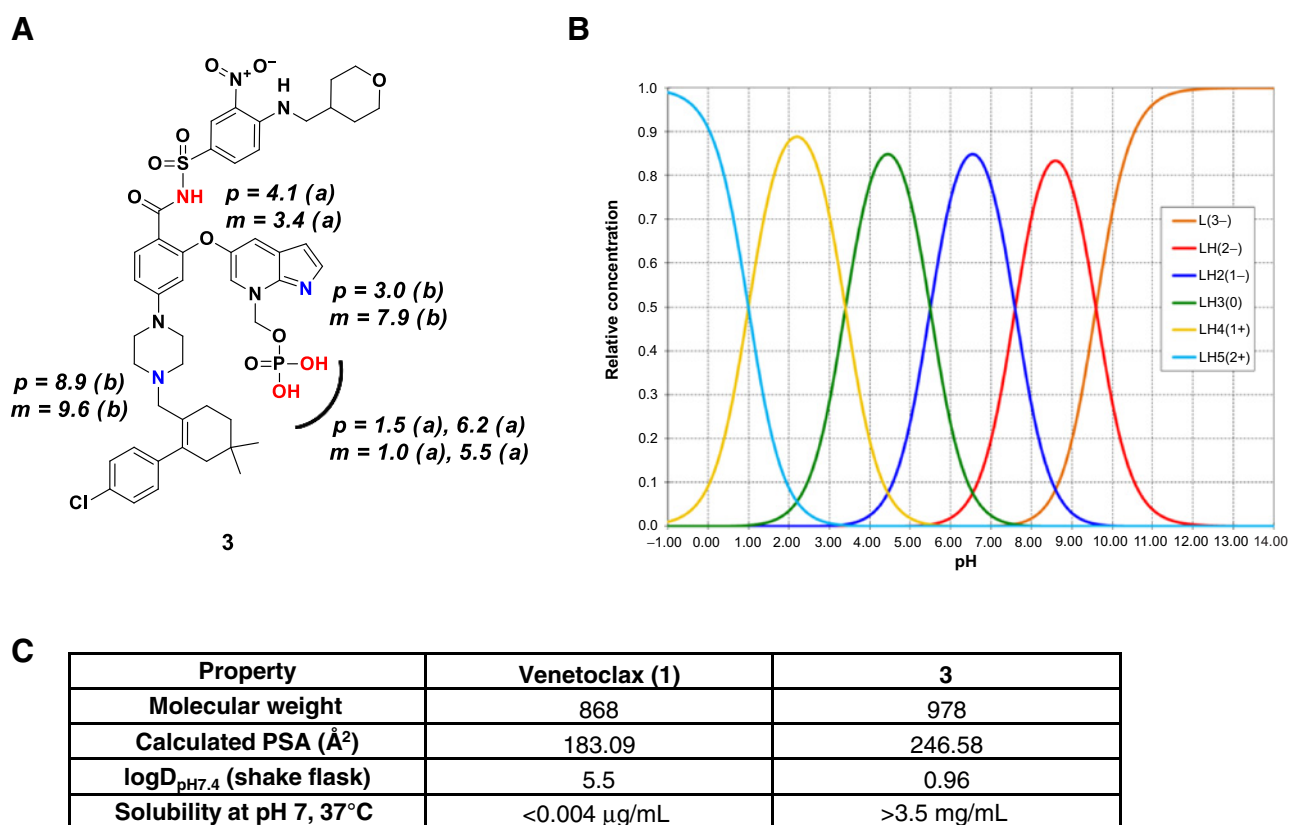 A
O
N⁺
O⁻
H
N
O
O
S
O
O
NH
p = 4.1 (a)
m = 3.4 (a)
O
N
N
p = 3.0 (b)
m = 7.9 (b)
N
O
O
P
OH
OH
N
p = 8.9 (b)
m = 9.6 (b)
p = 1.5 (a), 6.2 (a)
m = 1.0 (a), 5.5 (a)
Cl
3
B
Relative concentration
1.0
0.9
0.8
0.7
0.6
0.5
0.4
0.3
0.2
0.1
0.0
L(3–)
LH(2–)
LH2(1–)
LH3(0)
LH4(1+)
LH5(2+)
–1.00 0.00 1.00 2.00 3.00 4.00 5.00 6.00 7.00 8.00 9.00 10.00 11.00 12.00 13.00 14.00
pH
C
Property Venetoclax (1) 3
Molecular weight 868 978
Calculated PSA (Å²) 183.09 246.58
logD_pH7.4 (shake flask) 5.5 0.96
Solubility at pH 7, 37°C <0.004 μg/mL >3.5 mg/mL